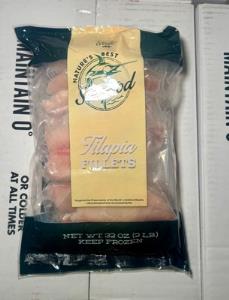 NATURE'S BEST
Seafood
Tilapia
FILLETS
NET WT 32 OZ (2 LB)
KEEP FROZEN
MAINTAIN 0°
OR COLDER
AT ALL TIMES
MAINTAIN 0°